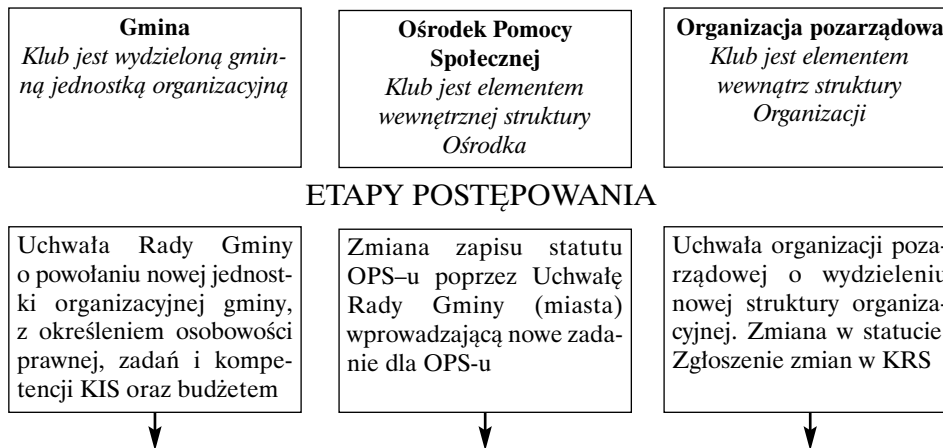 Gmina
Klub jest wydzieloną gmin-
ną jednostką organizacyjną
Ośrodek Pomocy
Społecznej
Klub jest elementem
wewnętrznej struktury
Ośrodka
Organizacja pozarządowa
Klub jest elementem
wewnątrz struktury
Organizacji
ETAPY POSTĘPOWANIA
Uchwała Rady Gminy
o powołaniu nowej jednost-
ki organizacyjnej gminy,
z określeniem osobowości
prawnej, zadań i kompe-
tencji KIS oraz budżetem
Zmiana zapisu statutu
OPS–u poprzez Uchwałę
Rady Gminy (miasta)
wprowadzającą nowe zada-
nie dla OPS-u
Uchwała organizacji poza-
rządowej o wydzieleniu
nowej struktury organiza-
cyjnej. Zmiana w statucie
Zgłoszenie zmian w KRS